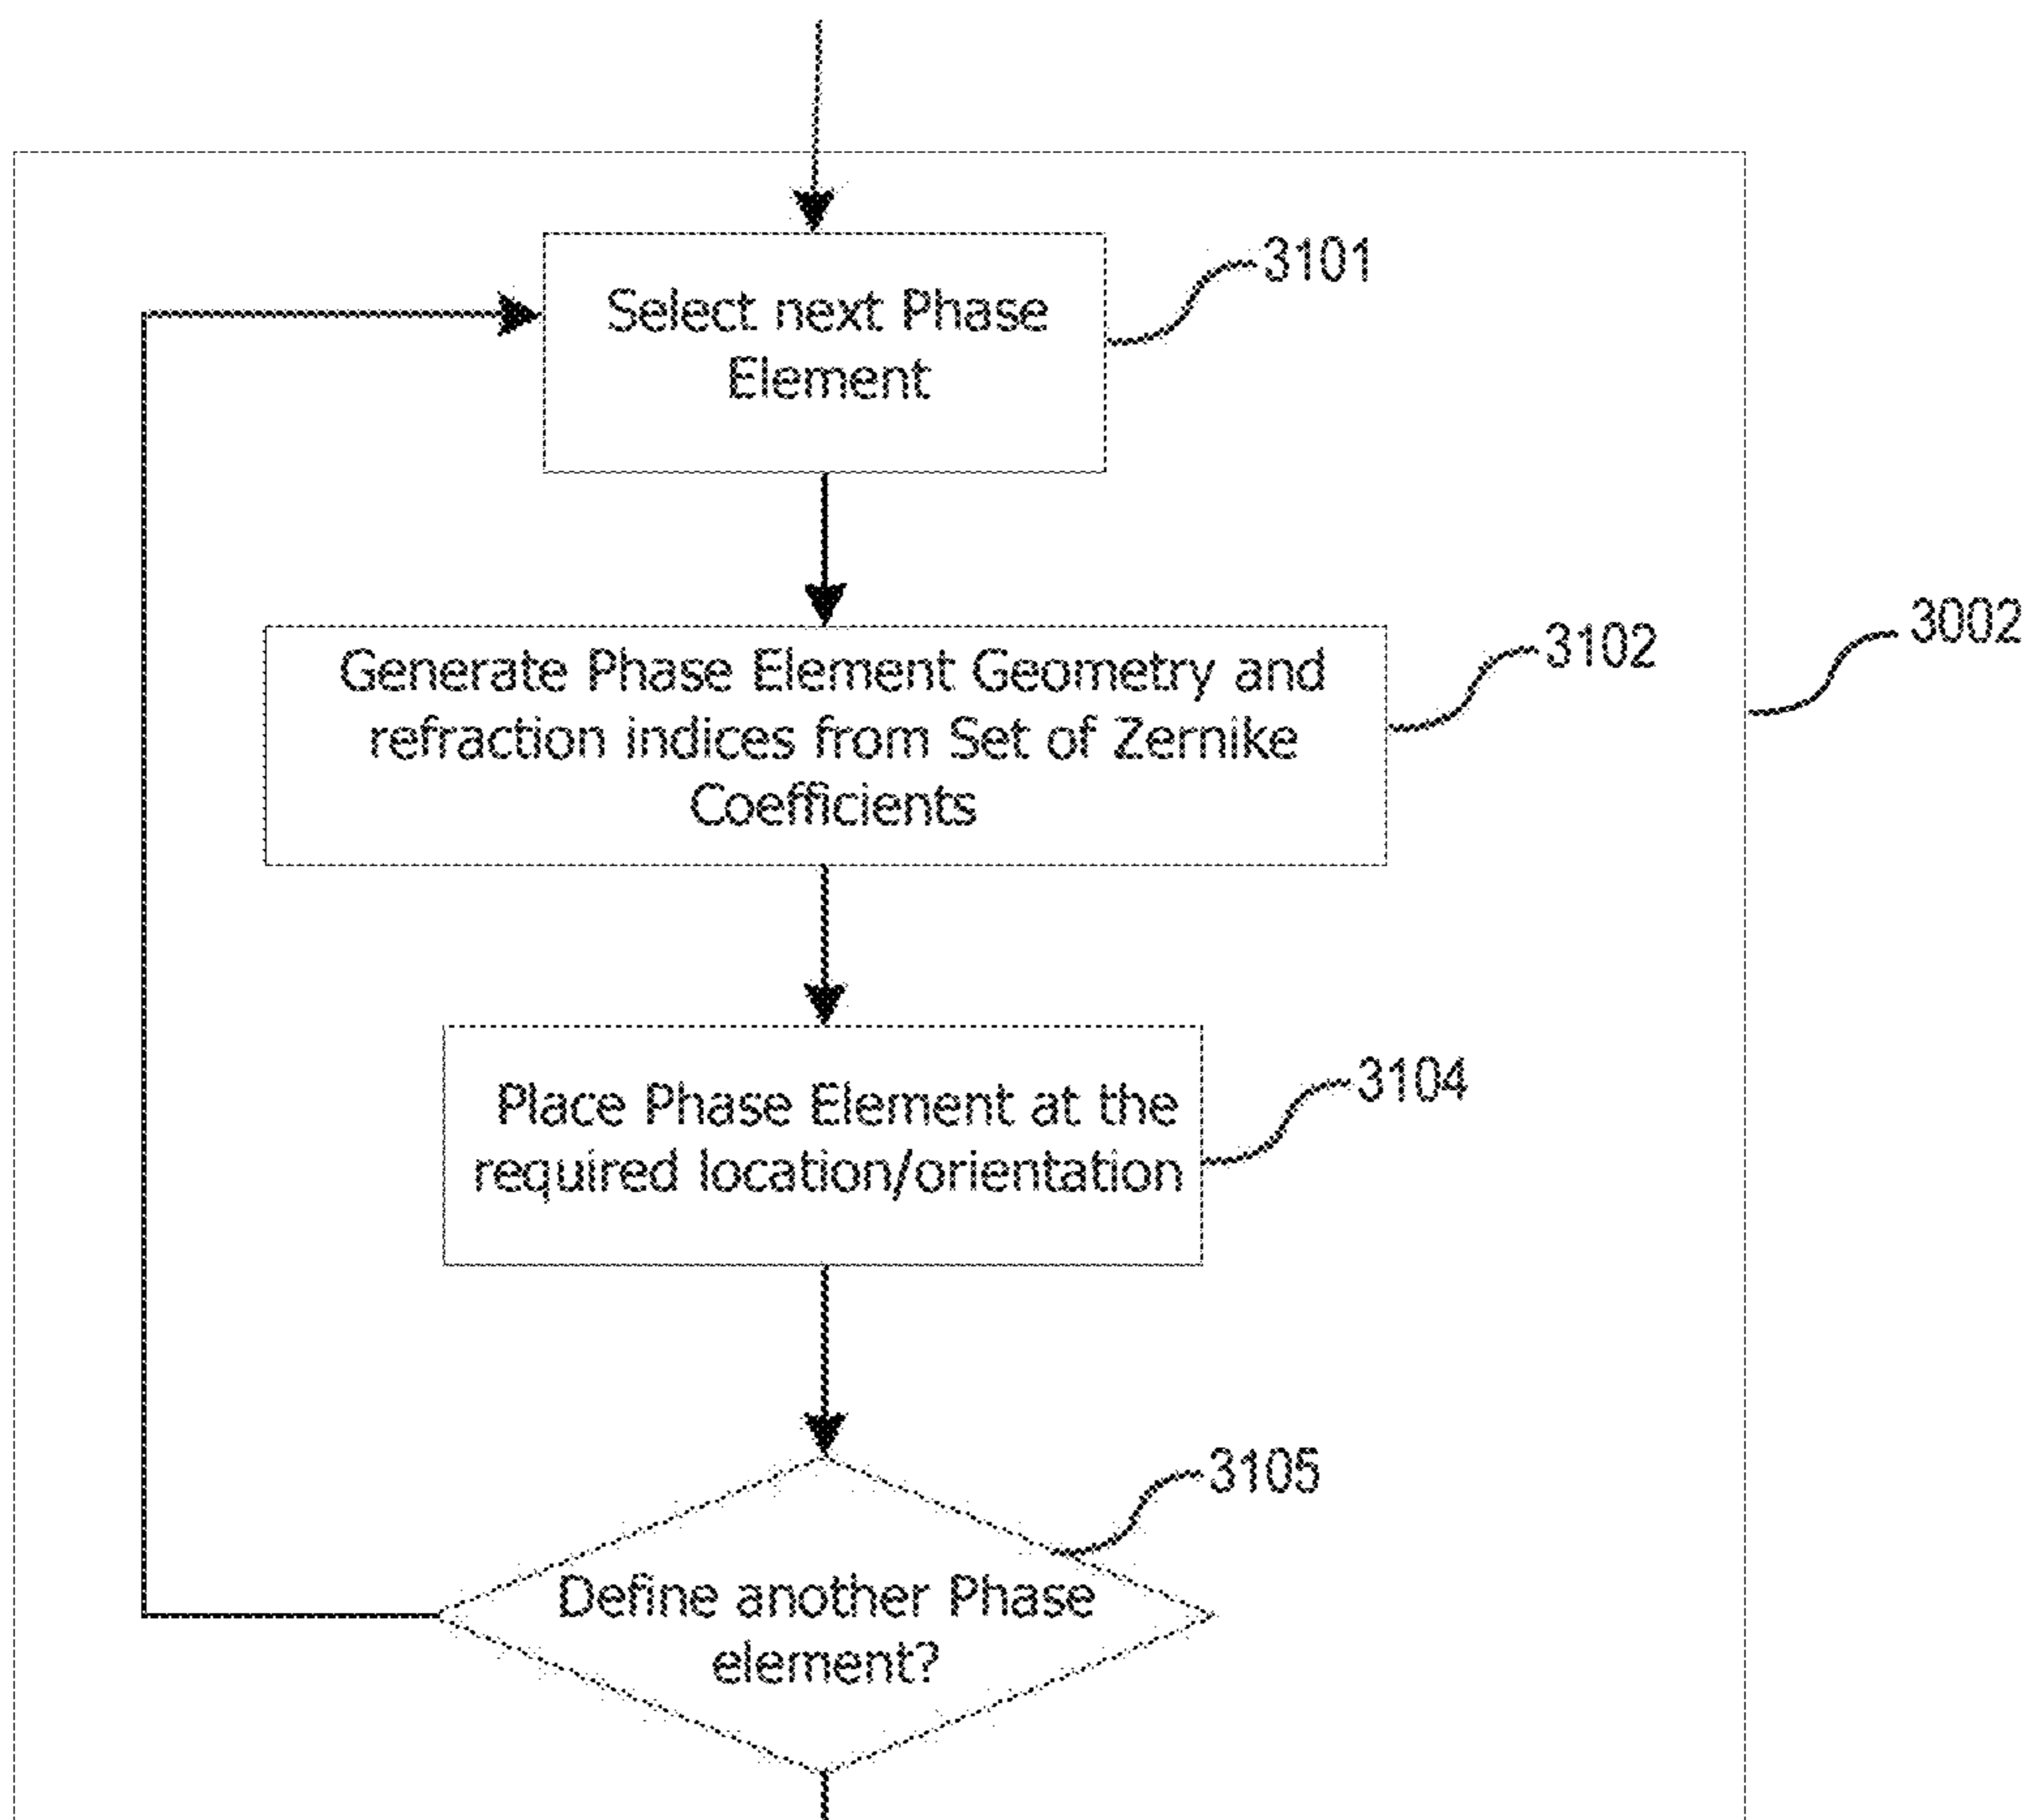 3101
Select next Phase
Element
3002
3102
Generate Phase Element Geometry and
refraction indices from Set of Zernike
Coefficients
3104
Place Phase Element at the
required location/orientation
3105
Define another Phase
element?